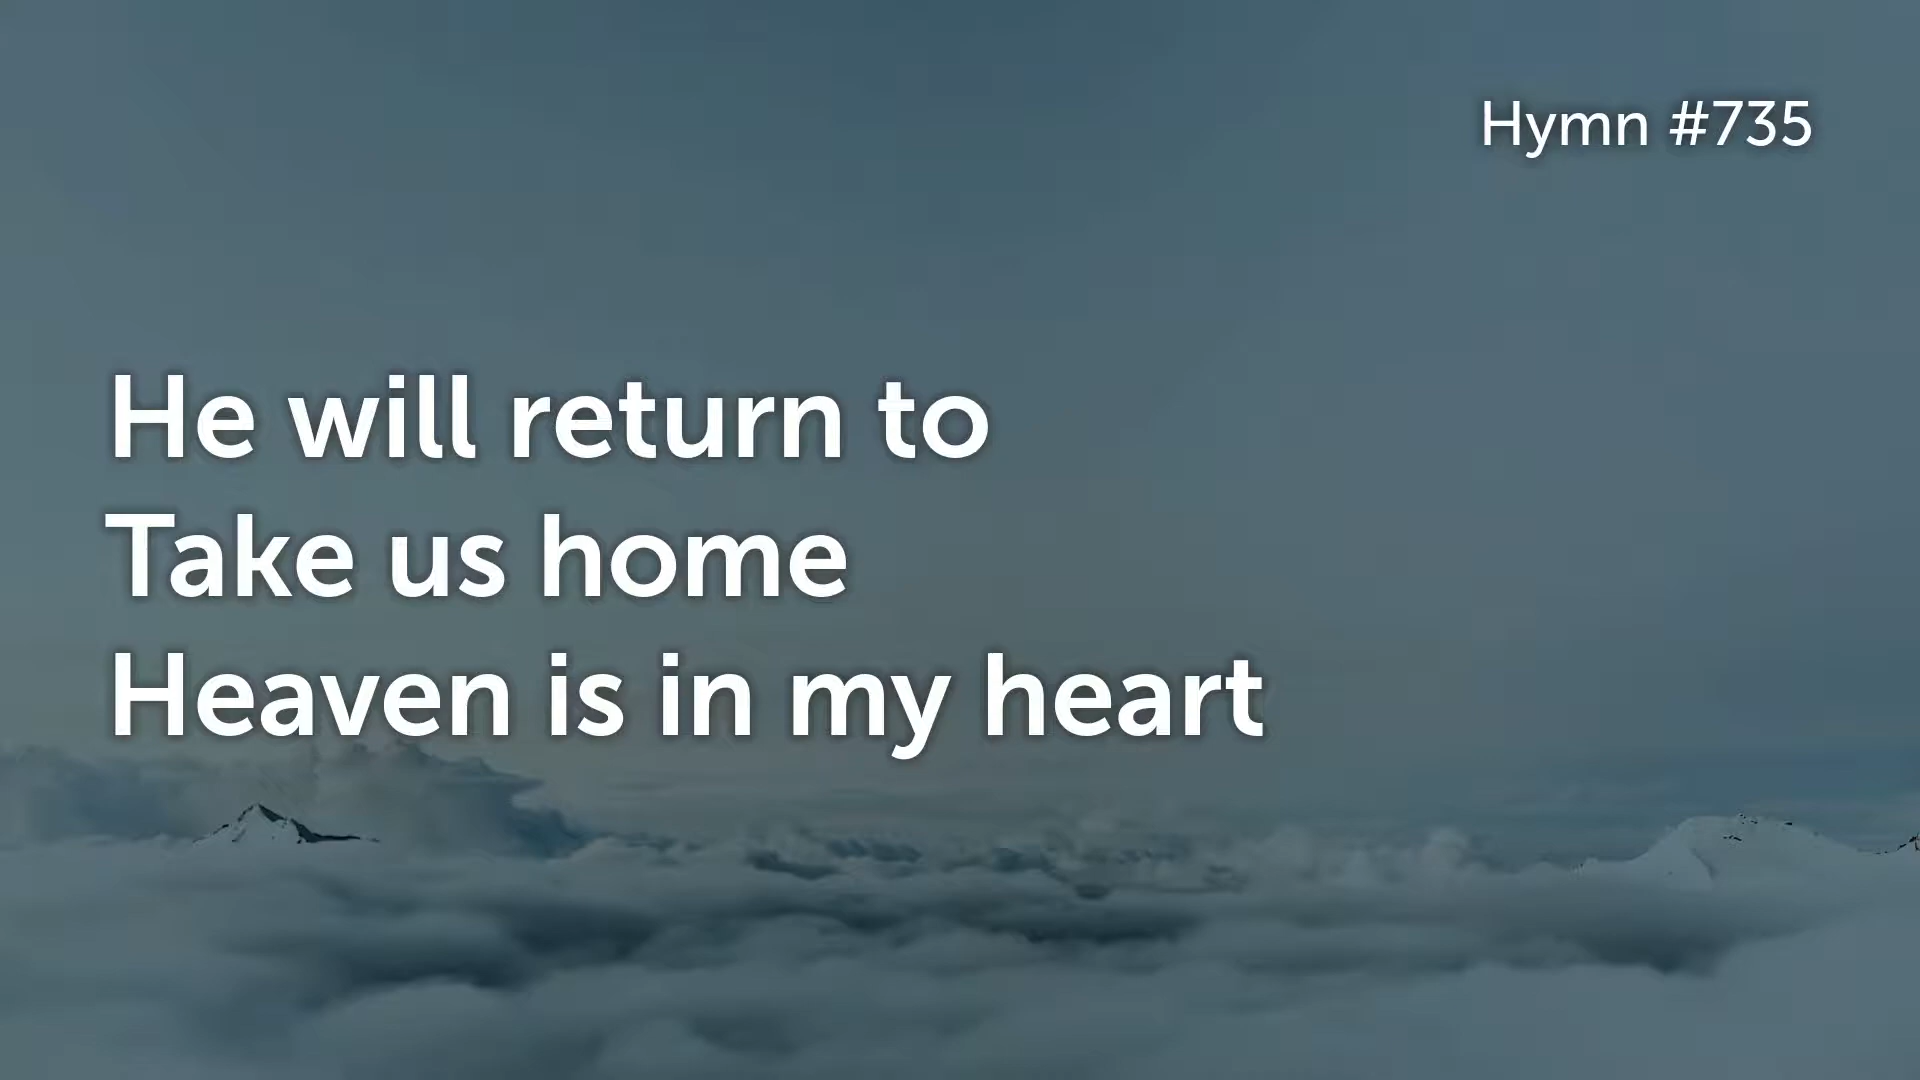 Hymn #735
He will return to
Take us home
Heaven is in my heart